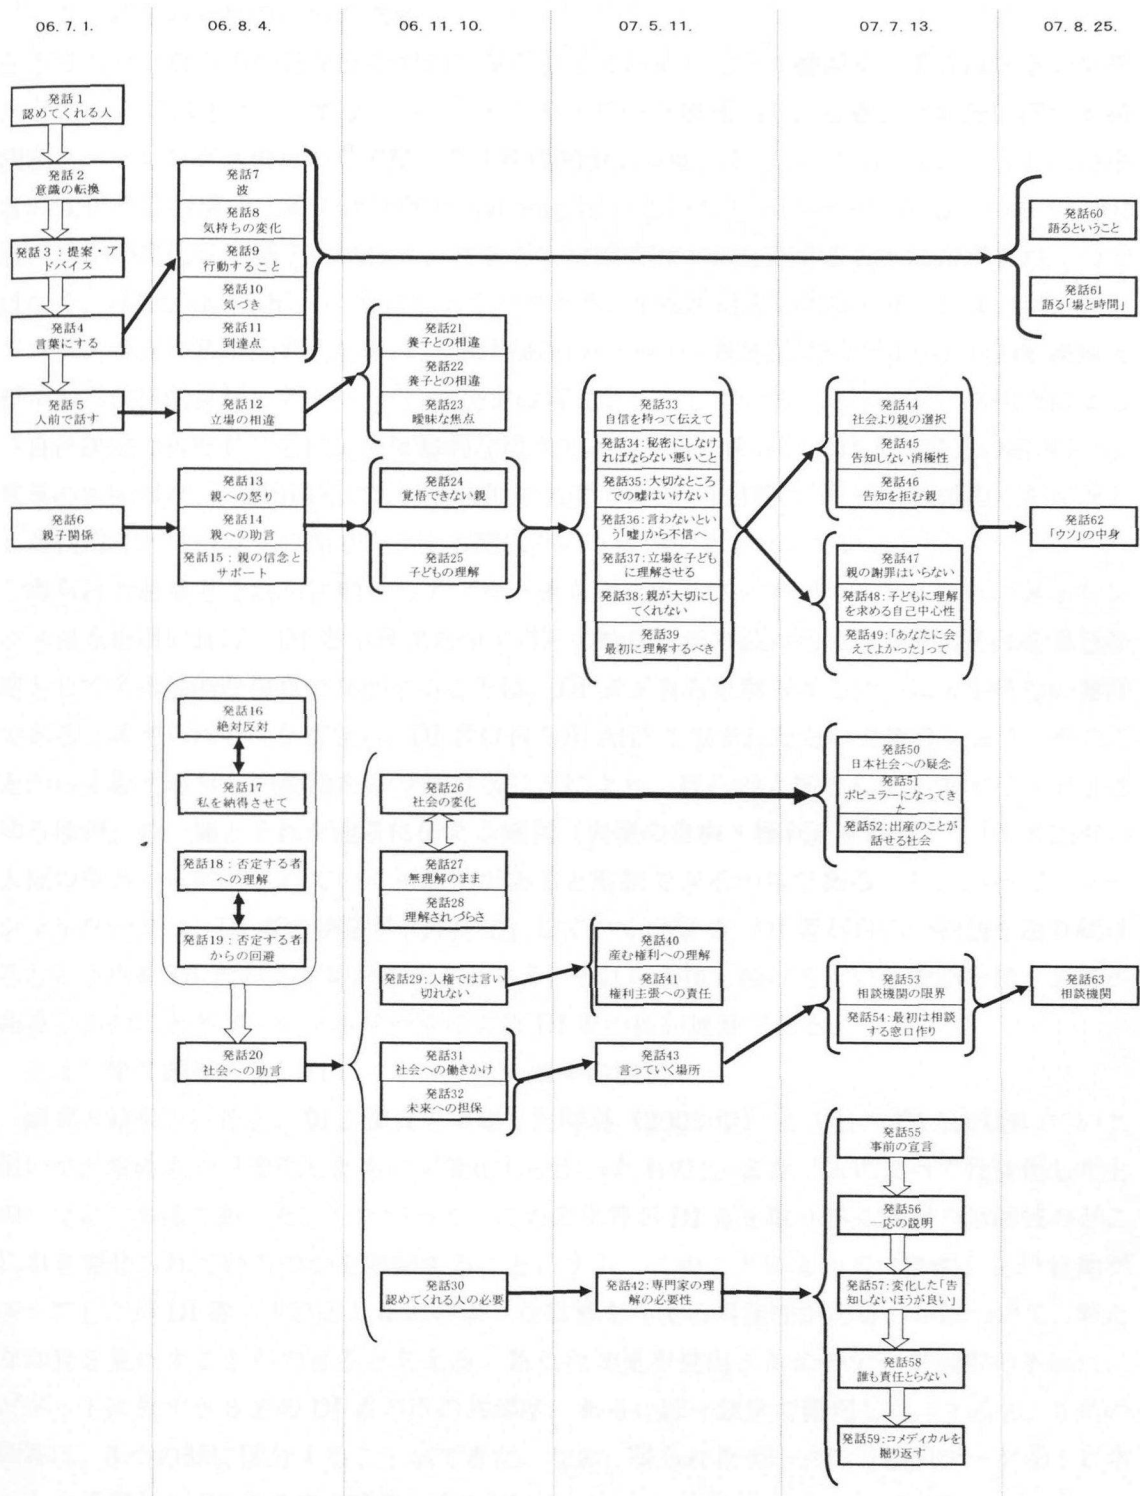 06. 7. 1.
06. 8. 4.
06. 11. 10.
07. 5. 11.
07. 7. 13.
07. 8. 25.
発話1
認めてくれる人
発話2
意識の転換
発話3：提案・ア
ドバイス
発話4
言葉にする
発話5
人前で話す
発話6
親子関係
発話7
波
発話8
気持ちの変化
発話9
行動すること
発話10
気づき
発話11
到達点
発話12
立場の相違
発話13
親への怒り
発話14
親への助言
発話15：親の信念と
サポート
発話16
絶対反対
発話17
私を納得させて
発話18：否定する者
への理解
発話19：否定する者
からの回避
発話20
社会への助言
発話21
養子との相違
発話22
養子との相違
発話23
曖昧な焦点
発話24
覚悟できない親
発話25
子どもの理解
発話26
社会の変化
発話27
無理解のまま
発話28
理解されづらさ
発話29：人権では言い
切れない
発話31
社会への働きかけ
発話32
未来への担保
発話30
認めてくれる人の必要
発話33
自信を持って伝えて
発話34：秘密にしなけ
ればならない悪いこと
発話35：大切なところ
での嘘はいけない
発話36：言わないとい
う「嘘」から不信へ
発話37：立場を子ども
に理解させる
発話38：親が大切にし
てくれない
発話39
最初に理解するべき
発話40
産む権利への理解
発話41
権利主張への責任
発話43
言っていく場所
発話42：専門家の理
解の必要性
発話44
社会より親の選択
発話45
告知しない消極性
発話46
告知を拒む親
発話47
親の謝罪はいらない
発話48：子どもに理解
を求める自己中心性
発話49：「あなたに会
えてよかった」って
発話50
日本社会への疑念
発話51
ポピュラーになってき
た
発話52：出産のことが
話せる社会
発話53
相談機関の限界
発話54：最初は相談
する窓口作り
発話55
事前の宣言
発話56
一応の説明
発話57：変化した「告
知しないほうが良い」
発話58
誰も責任とらない
発話59：コメディカルを
掘り返す
発話60
語るということ
発話61
語る「場と時間」
発話62
「ウソ」の中身
発話63
相談機関